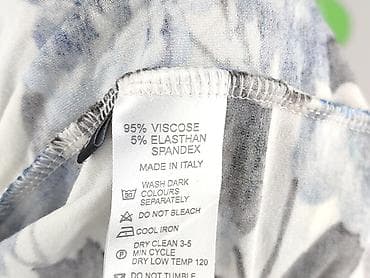 95% VISCOSE
5% ELASTHAN
SPANDEX
MADE IN ITALY
WASH DARK
COLOURS
SEPARATELY
DO NOT BLEACH
COOL IRON
DRY CLEAN 3-5
MIN CYCLE
DRY LOW TEMP 120
DO NOT TUMBLE